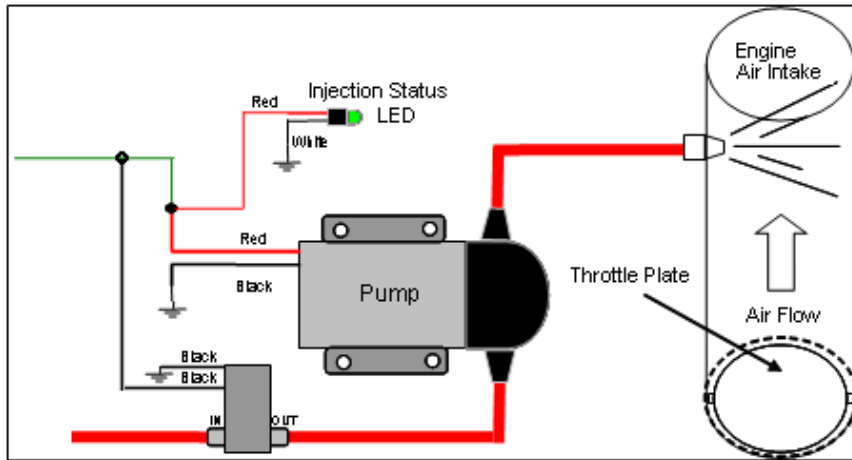 Engine
Air Intake
Injection Status
LED
Red
White
Red
Black
Pump
Throttle Plate
Air Flow
Black
Black
IN
OUT